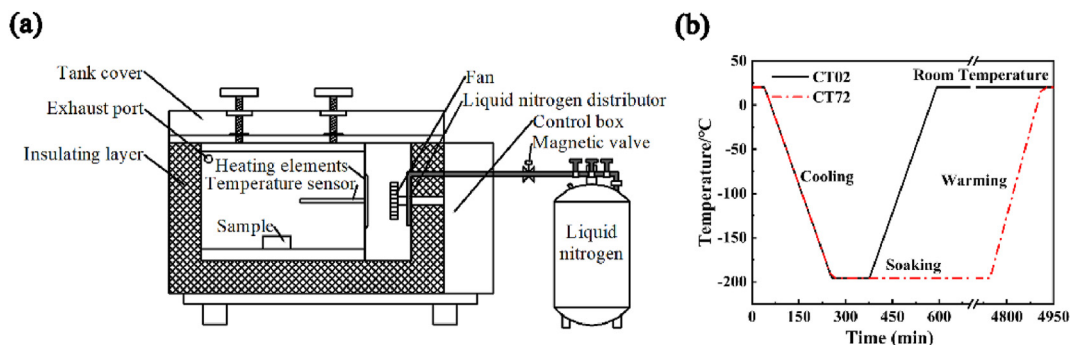 (a)
Tank cover
Exhaust port
Insulating layer
Heating elements
Temperature sensor
Sample
Fan
Liquid nitrogen distributor
Control box
Magnetic valve
Liquid
nitrogen
(b)
Temperature/°C
50
0
-50
-100
-150
-200
CT02
CT72
Room Temperature
Cooling
Warming
Soaking
0 150 300 450 600 4800 4950
Time (min)